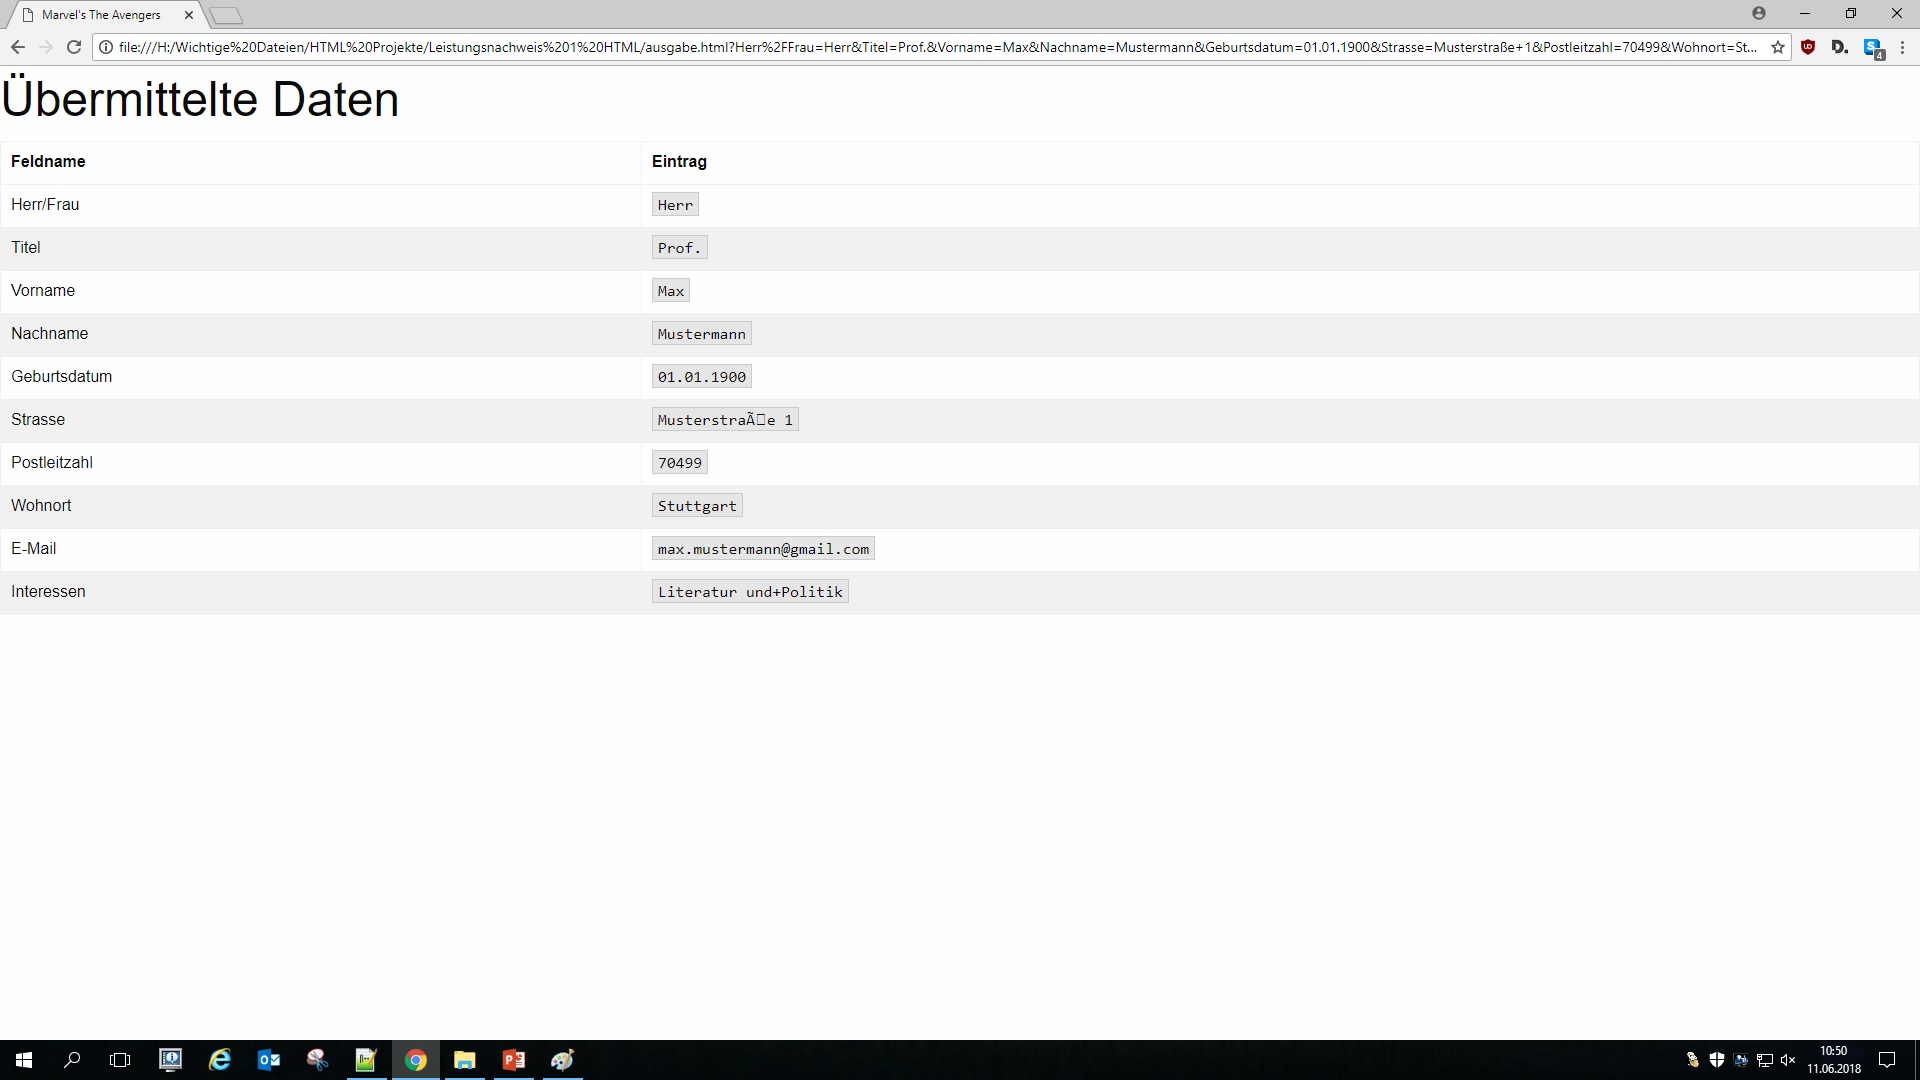 Marvel's The Avengers
file:///H:/Wichtige%20Dateien/HTML%20Projekte/Leistungsnachweis%201%20HTML/ausgabe.html?Herr%2FFrau=Herr&Titel=Prof.&Vorname=Max&Nachname=Mustermann&Geburtsdatum=01.01.1900&Strasse=Musterstraße+1&Postleitzahl=70499&Wohnort=St...
Übermittelte Daten
Feldname Eintrag
Herr/Frau Herr
Titel Prof.
Vorname Max
Nachname Mustermann
Geburtsdatum 01.01.1900
Strasse MusterstraÃ□e 1
Postleitzahl 70499
Wohnort Stuttgart
E-Mail max.mustermann@gmail.com
Interessen Literatur und+Politik
10:50
11.06.2018